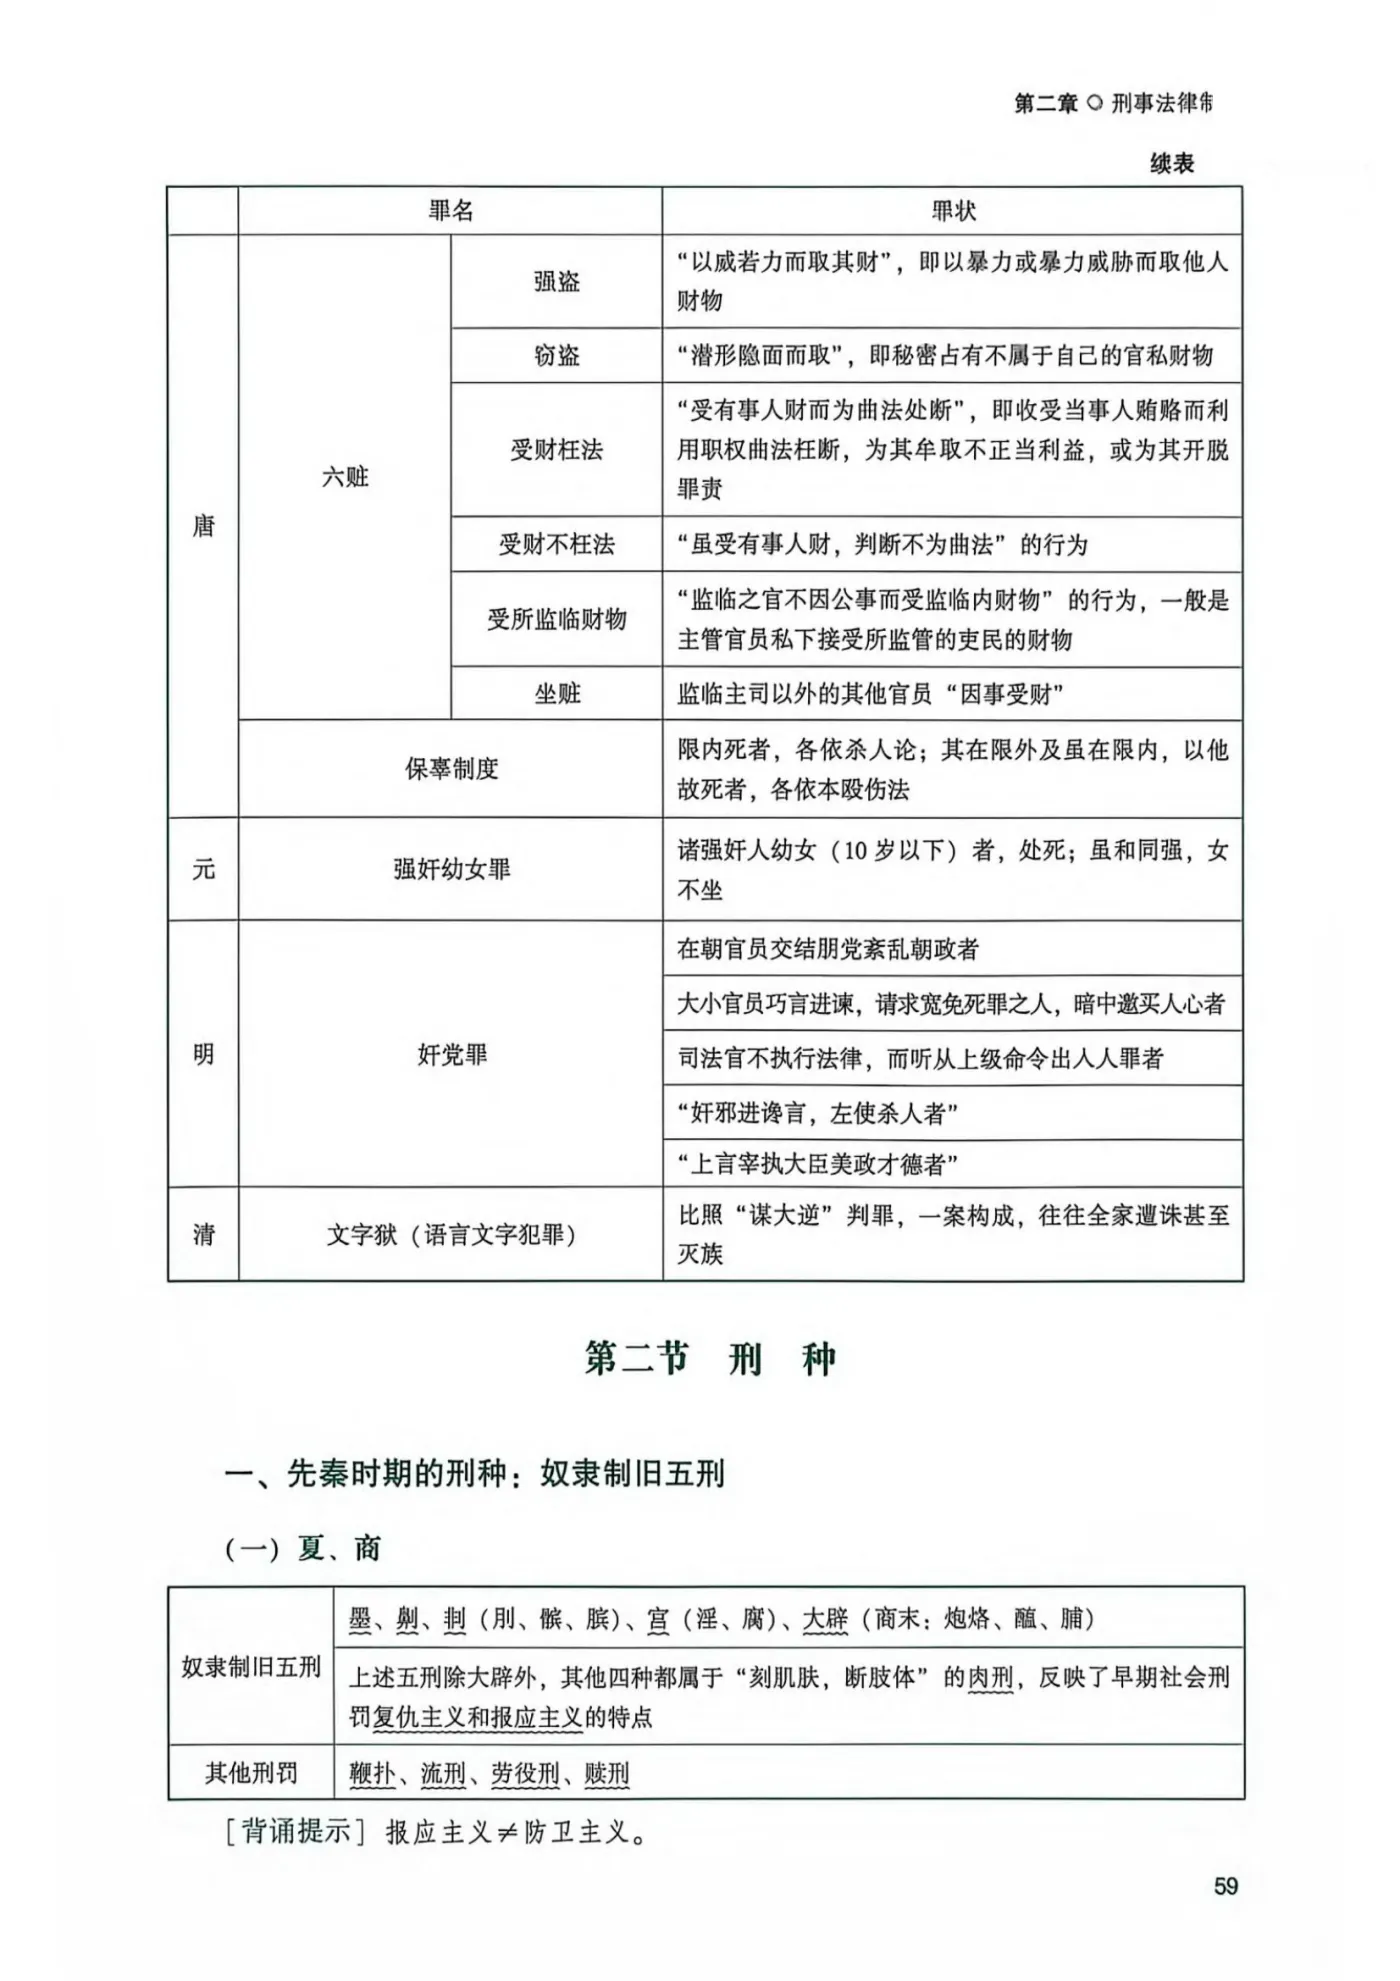 第二章 ○ 刑事法律制
续表
罪名 罪状
唐 六赃 强盗 “以威若力而取其财”，即以暴力或暴力威胁而取他人
财物
窃盗 “潜形隐面而取”，即秘密占有不属于自己的官私财物
受财枉法 “受有事人财而为曲法处断”，即收受当事人贿赂而利
用职权曲法枉断，为其牟取不正当利益，或为其开脱
罪责
受财不枉法 “虽受有事人财，判断不为曲法”的行为
受所监临财物 “监临之官不因公事而受监临内财物”的行为，一般是
主管官员私下接受所监管的吏民的财物
坐赃 监临主司以外的其他官员“因事受财”
保辜制度 限内死者，各依杀人论；其在限外及虽在限内，以他
故死者，各依本殴伤法
元 强奸幼女罪 诸强奸人幼女（10岁以下）者，处死；虽和同强，女
不坐
明 奸党罪 在朝官员交结朋党紊乱朝政者
大小官员巧言进谏，请求宽免死罪之人，暗中邀买人心者
司法官不执行法律，而听从上级命令出人人罪者
“奸邪进谗言，左使杀人者”
“上言宰执大臣美政才德者”
清 文字狱（语言文字犯罪） 比照“谋大逆”判罪，一案构成，往往全家遭诛甚至
灭族
第二节 刑 种
一、先秦时期的刑种：奴隶制旧五刑
（一）夏、商
奴隶制旧五刑 墨、劓、剕（刖、髌、膑）、宫（淫、腐）、大辟（商末：炮烙、醢、脯）
上述五刑除大辟外，其他四种都属于“刻肌肤，断肢体”的肉刑，反映了早期社会刑
罚复仇主义和报应主义的特点
其他刑罚 鞭扑、流刑、劳役刑、赎刑
［背诵提示］报应主义≠防卫主义。
59